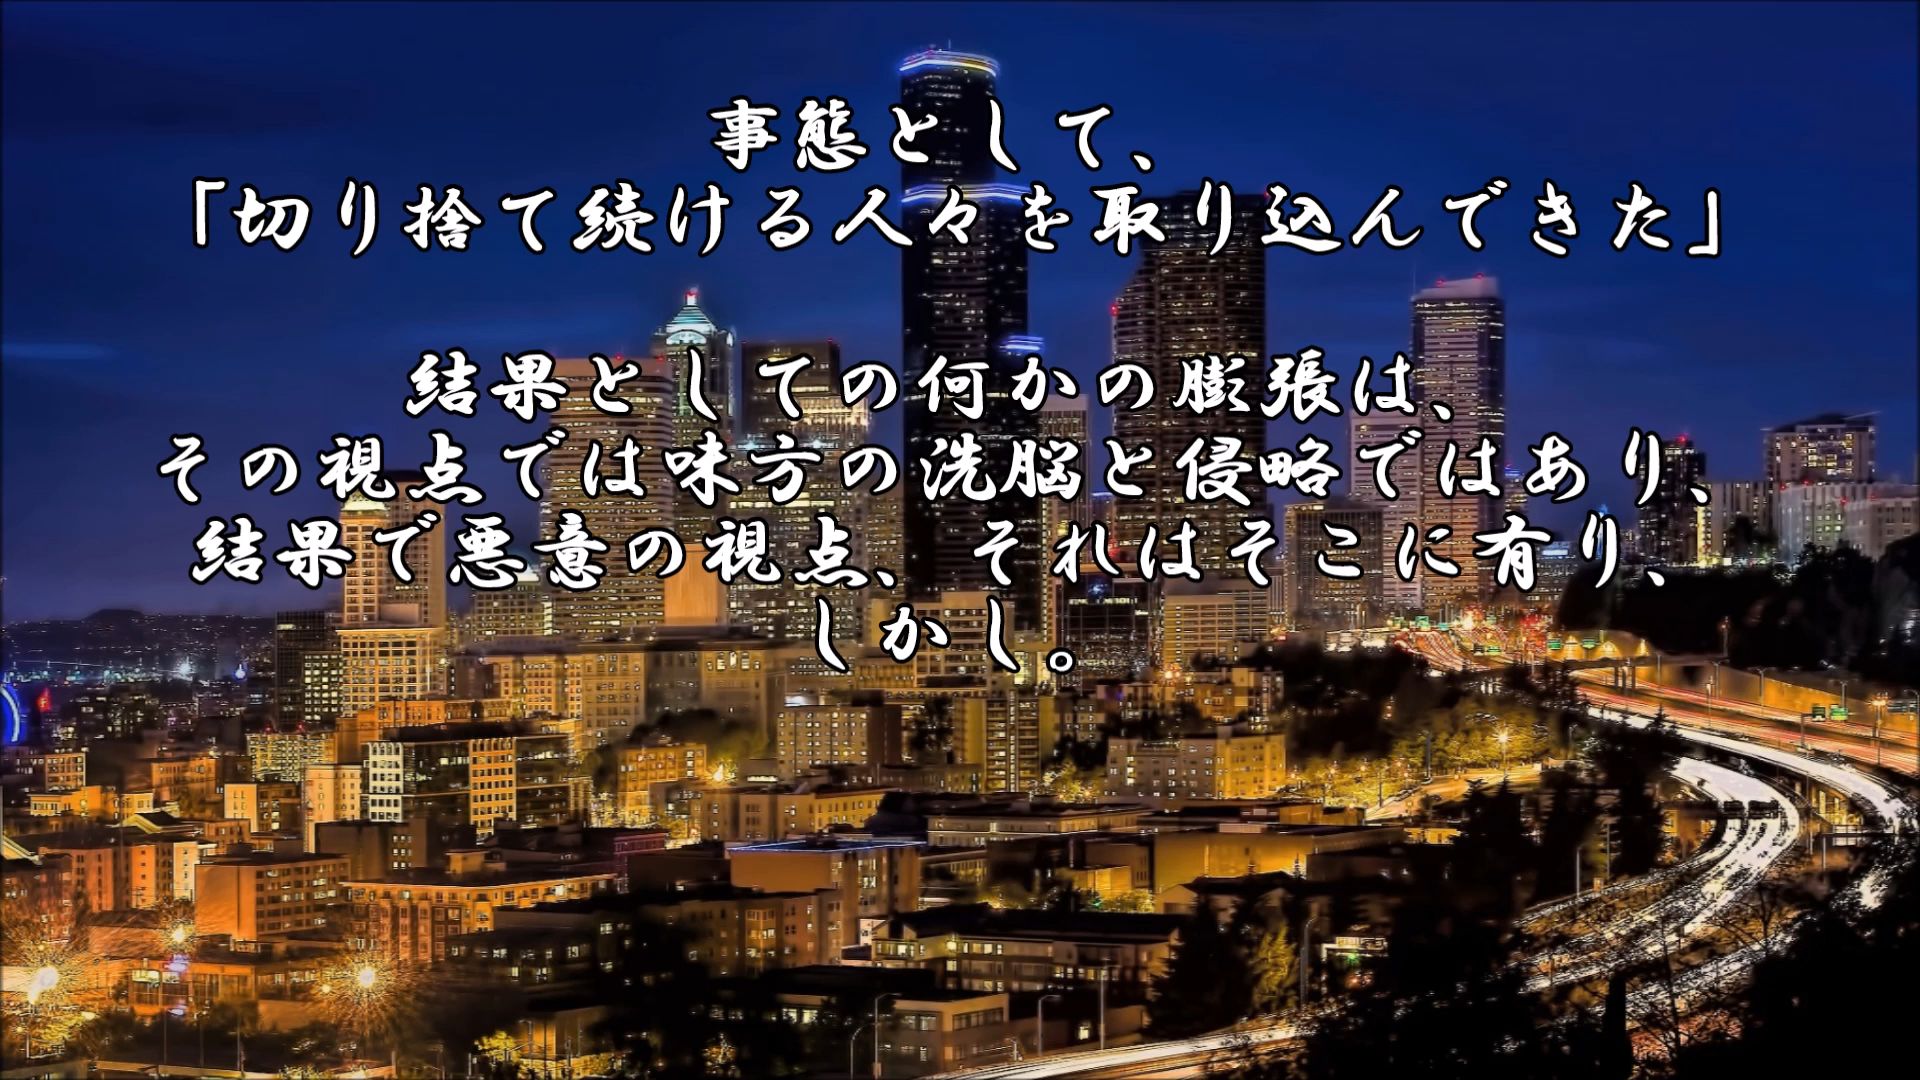 事態として、
「切り捨て続ける人々を取り込んできた」
結果としての何かの膨張は、
その視点では味方の洗脳と侵略ではあり、
結果で悪意の視点、それはそこに有り、
しかし。